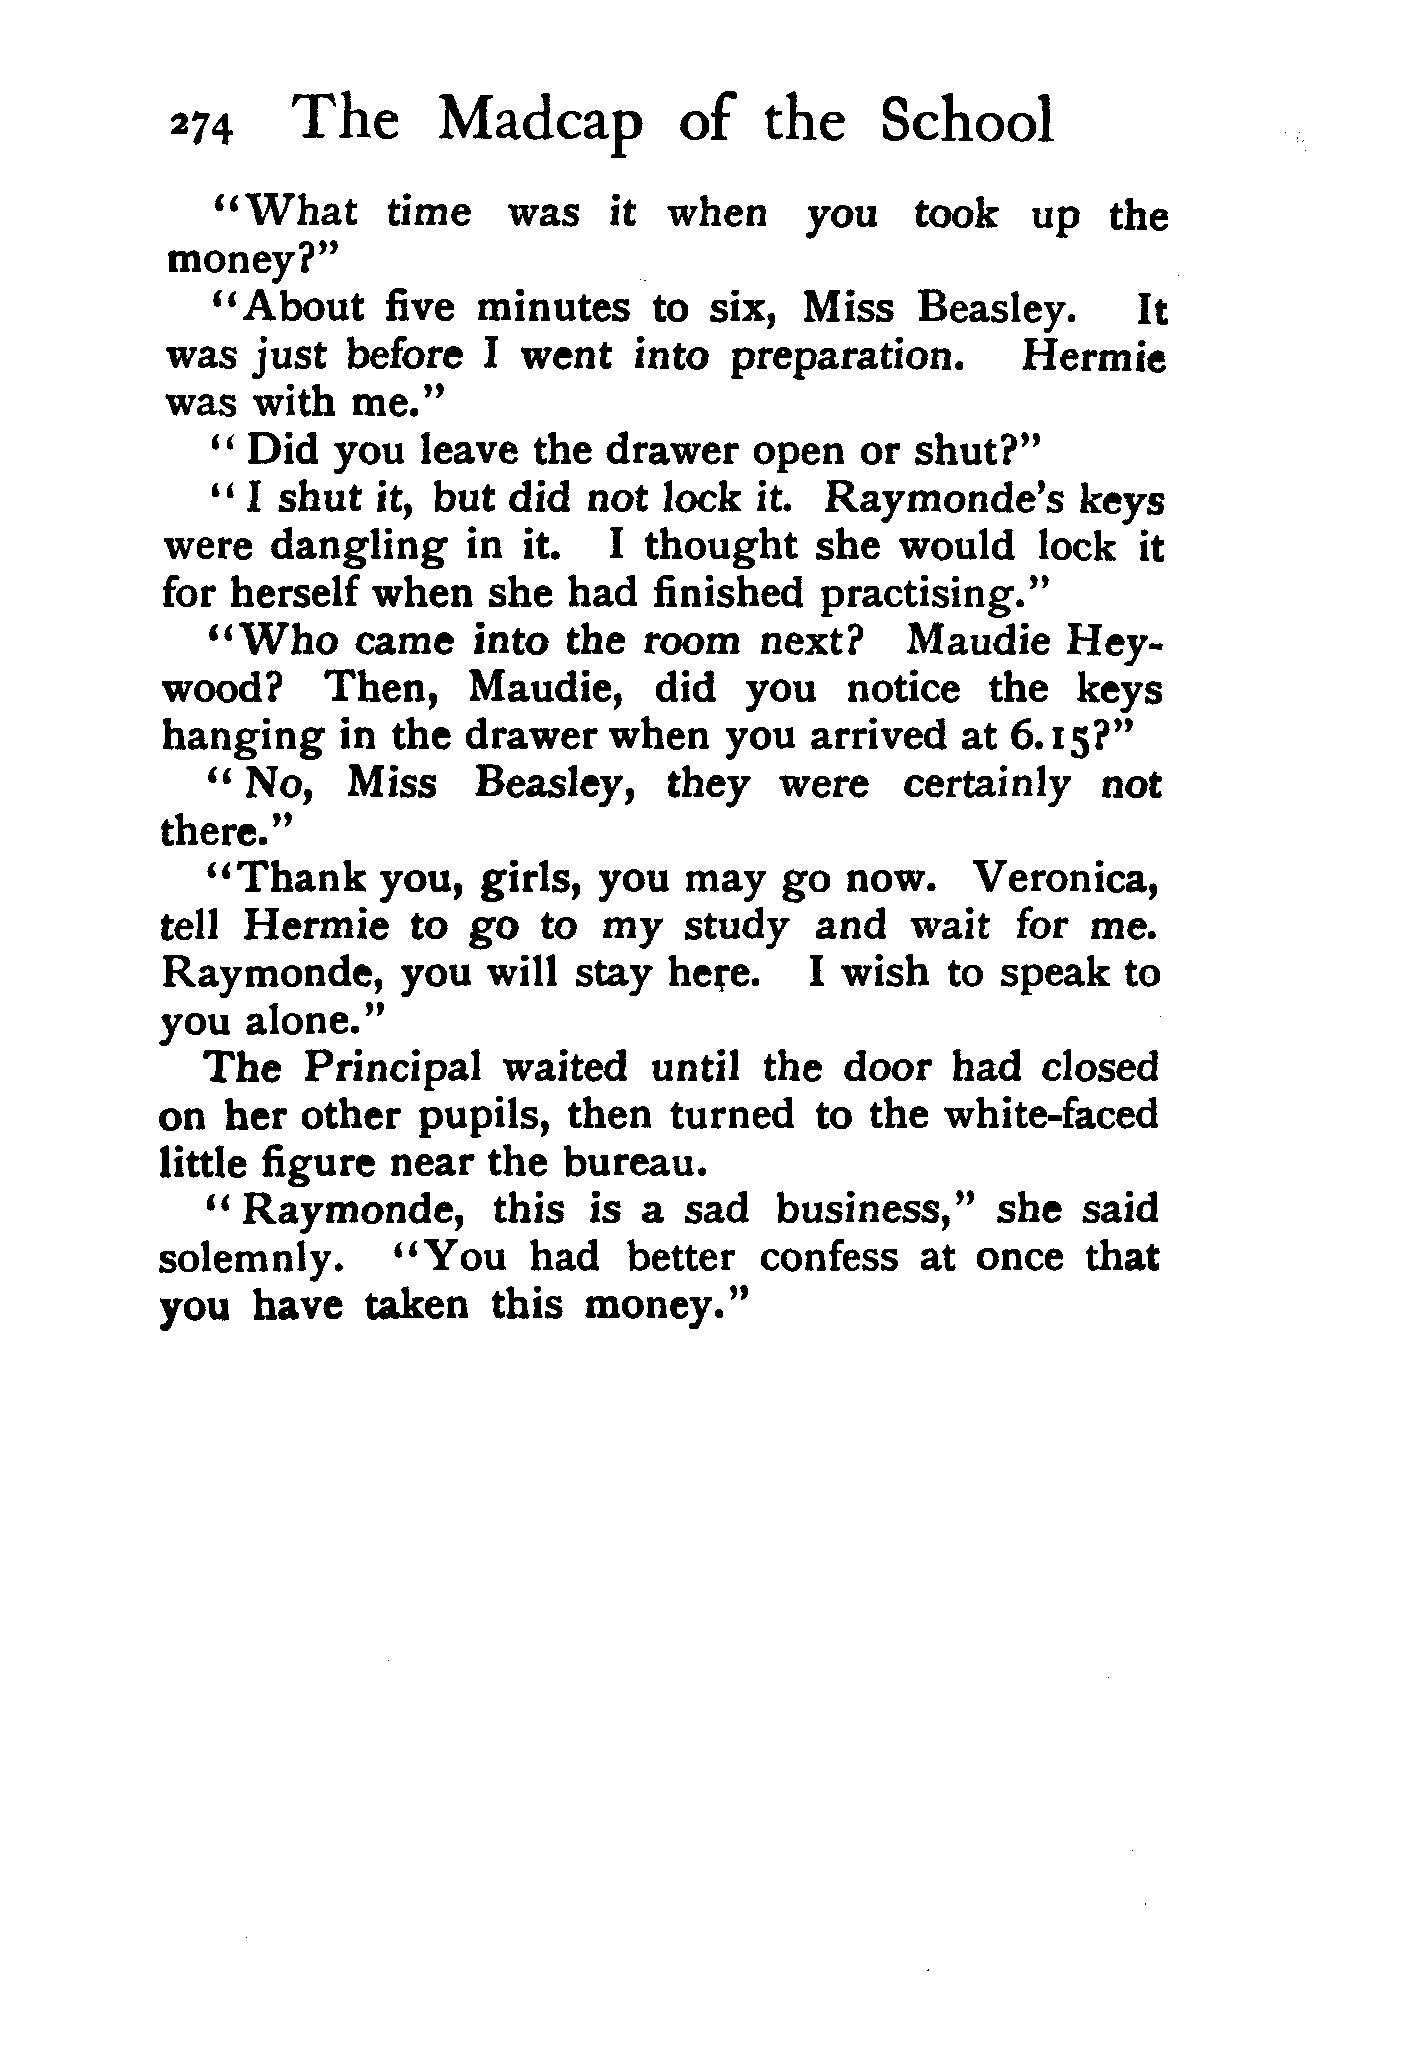 274 The Madcap of the School
"What time was it when you took up the
money?"
"About five minutes to six, Miss Beasley. It
was just before I went into preparation. Hermie
was with me."
"Did you leave the drawer open or shut?"
"I shut it, but did not lock it. Raymonde's keys
were dangling in it. I thought she would lock it
for herself when she had finished practising."
"Who came into the room next? Maudie Hey-
wood? Then, Maudie, did you notice the keys
hanging in the drawer when you arrived at 6.15?"
"No, Miss Beasley, they were certainly not
there."
"Thank you, girls, you may go now. Veronica,
tell Hermie to go to my study and wait for me.
Raymonde, you will stay here. I wish to speak to
you alone."
The Principal waited until the door had closed
on her other pupils, then turned to the white-faced
little figure near the bureau.
"Raymonde, this is a sad business," she said
solemnly. "You had better confess at once that
you have taken this money."